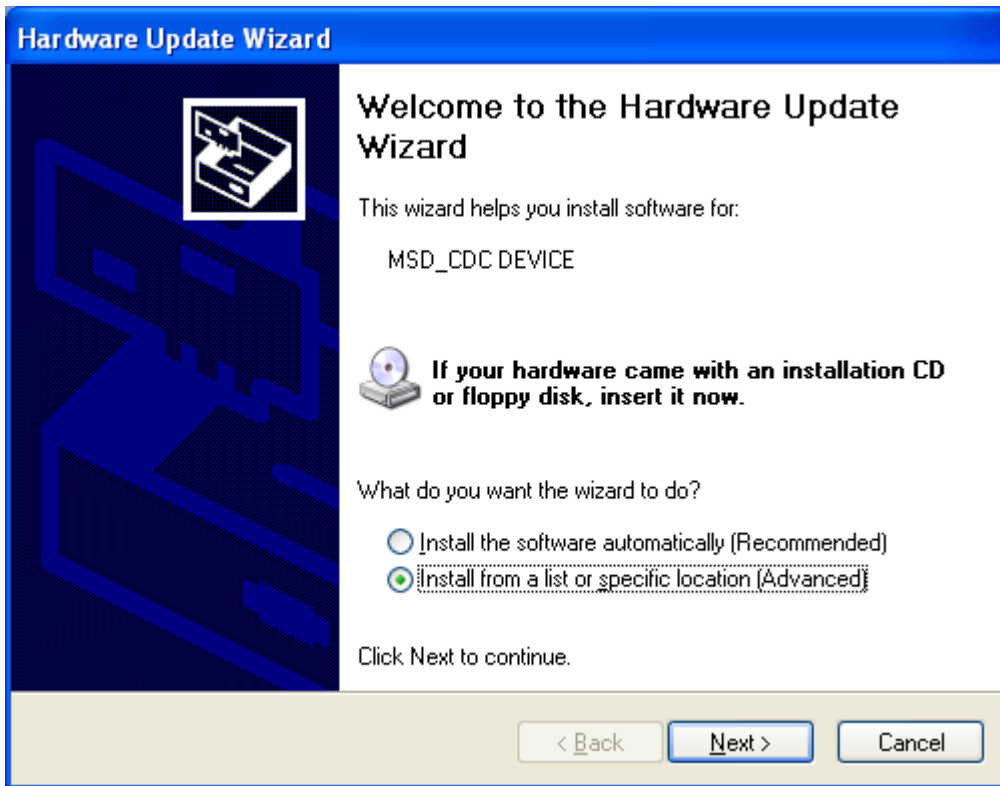 Hardware Update Wizard
Welcome to the Hardware Update
Wizard
This wizard helps you install software for:
MSD_CDC DEVICE
If your hardware came with an installation CD
or floppy disk, insert it now.
What do you want the wizard to do?
Install the software automatically (Recommended)
Install from a list or specific location (Advanced)
Click Next to continue.
< Back Next > Cancel